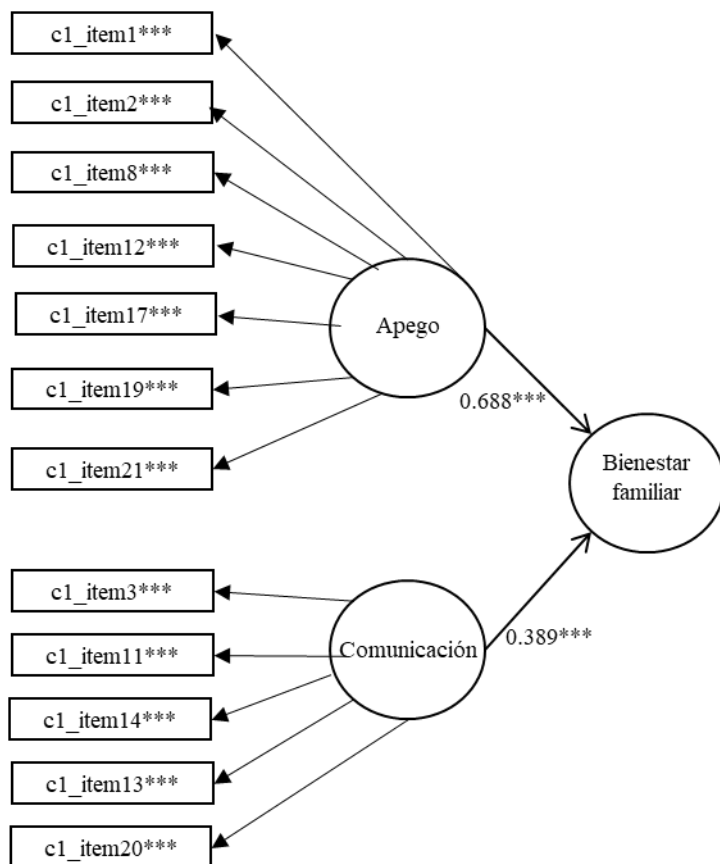 c1_item1***
c1_item2***
c1_item8***
c1_item12***
c1_item17***
c1_item19***
c1_item21***
Apego
0.688***
Bienestar
familiar
c1_item3***
c1_item11***
c1_item14***
c1_item13***
c1_item20***
Comunicación
0.389***